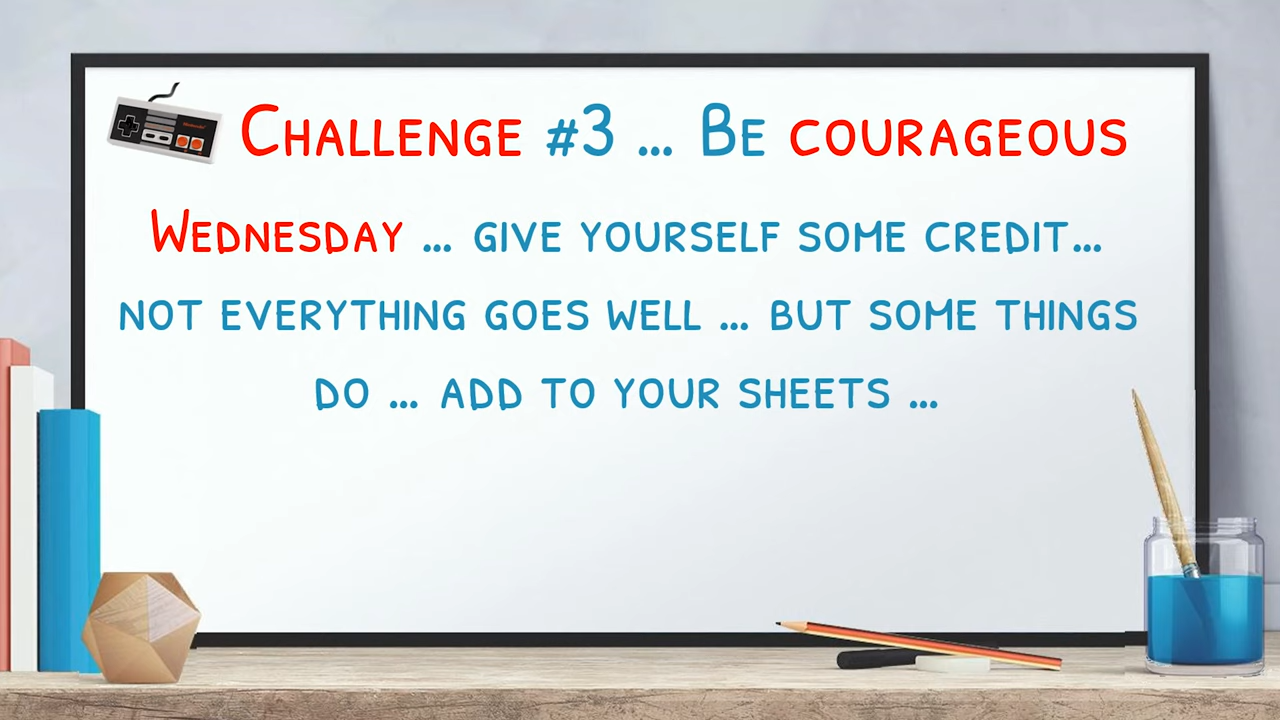 Challenge #3 ... Be courageous
Wednesday ... give yourself some credit...
not everything goes well ... but some things
do ... add to your sheets ...